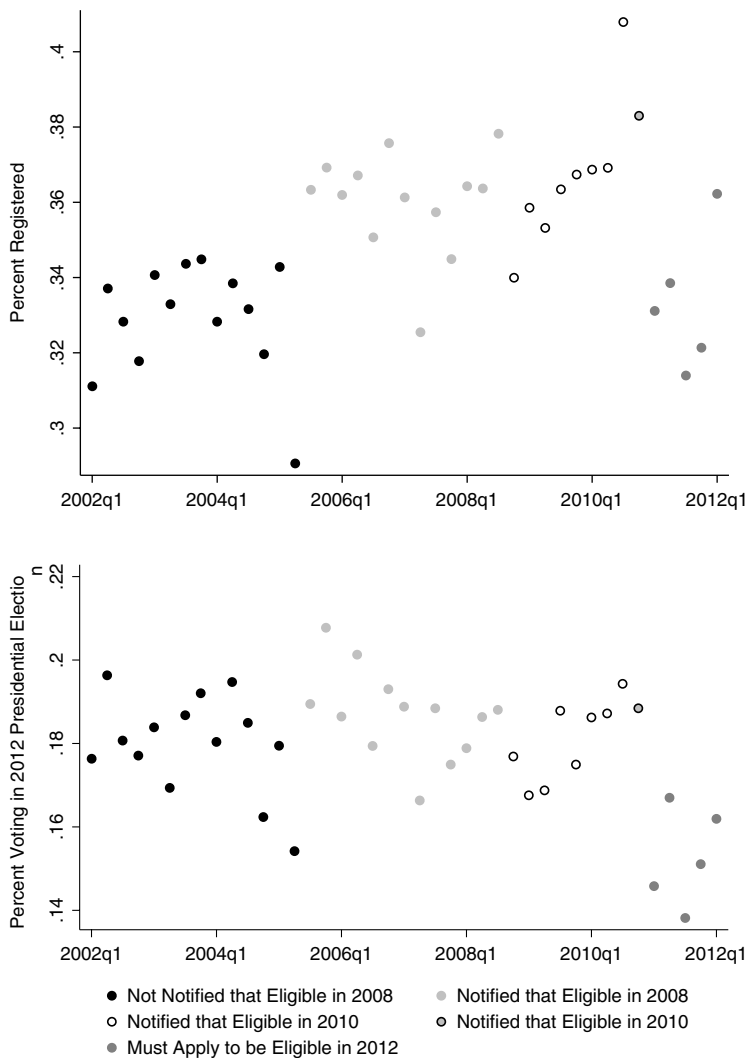 Percent Registered
.4
.38
.36
.34
.32
.3
2002q1 2004q1 2006q1 2008q1 2010q1 2012q1
Percent Voting in 2012 Presidential Electio
n
.22
.2
.18
.16
.14
2002q1 2004q1 2006q1 2008q1 2010q1 2012q1
Not Notified that Eligible in 2008 Notified that Eligible in 2008
Notified that Eligible in 2010 Notified that Eligible in 2010
Must Apply to be Eligible in 2012